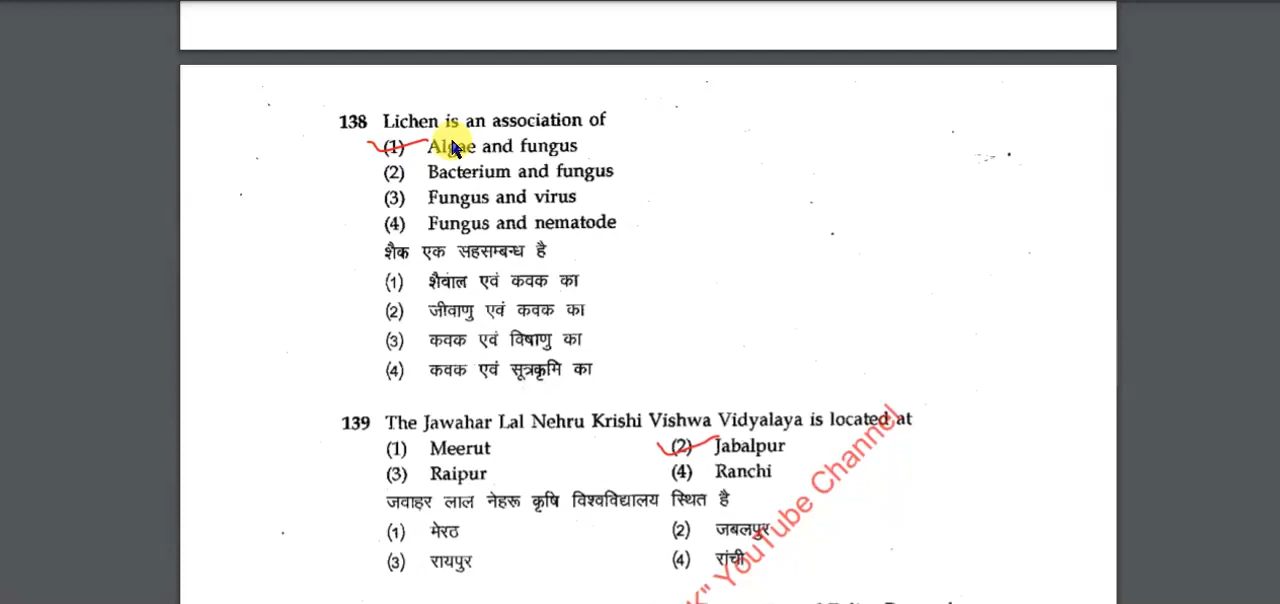 138 Lichen is an association of
(1) Algae and fungus
(2) Bacterium and fungus
(3) Fungus and virus
(4) Fungus and nematode
शैक एक सहसम्बन्ध है
(1) शैवाल एवं कवक का
(2) जीवाणु एवं कवक का
(3) कवक एवं विषाणु का
(4) कवक एवं सूत्रकृमि का
139 The Jawahar Lal Nehru Krishi Vishwa Vidyalaya is located at
(1) Meerut (2) Jabalpur
(3) Raipur (4) Ranchi
जवाहर लाल नेहरू कृषि विश्वविद्यालय स्थित है
(1) मेरठ (2) जबलपुर
(3) रायपुर (4) रांची
K" YouTube Channel